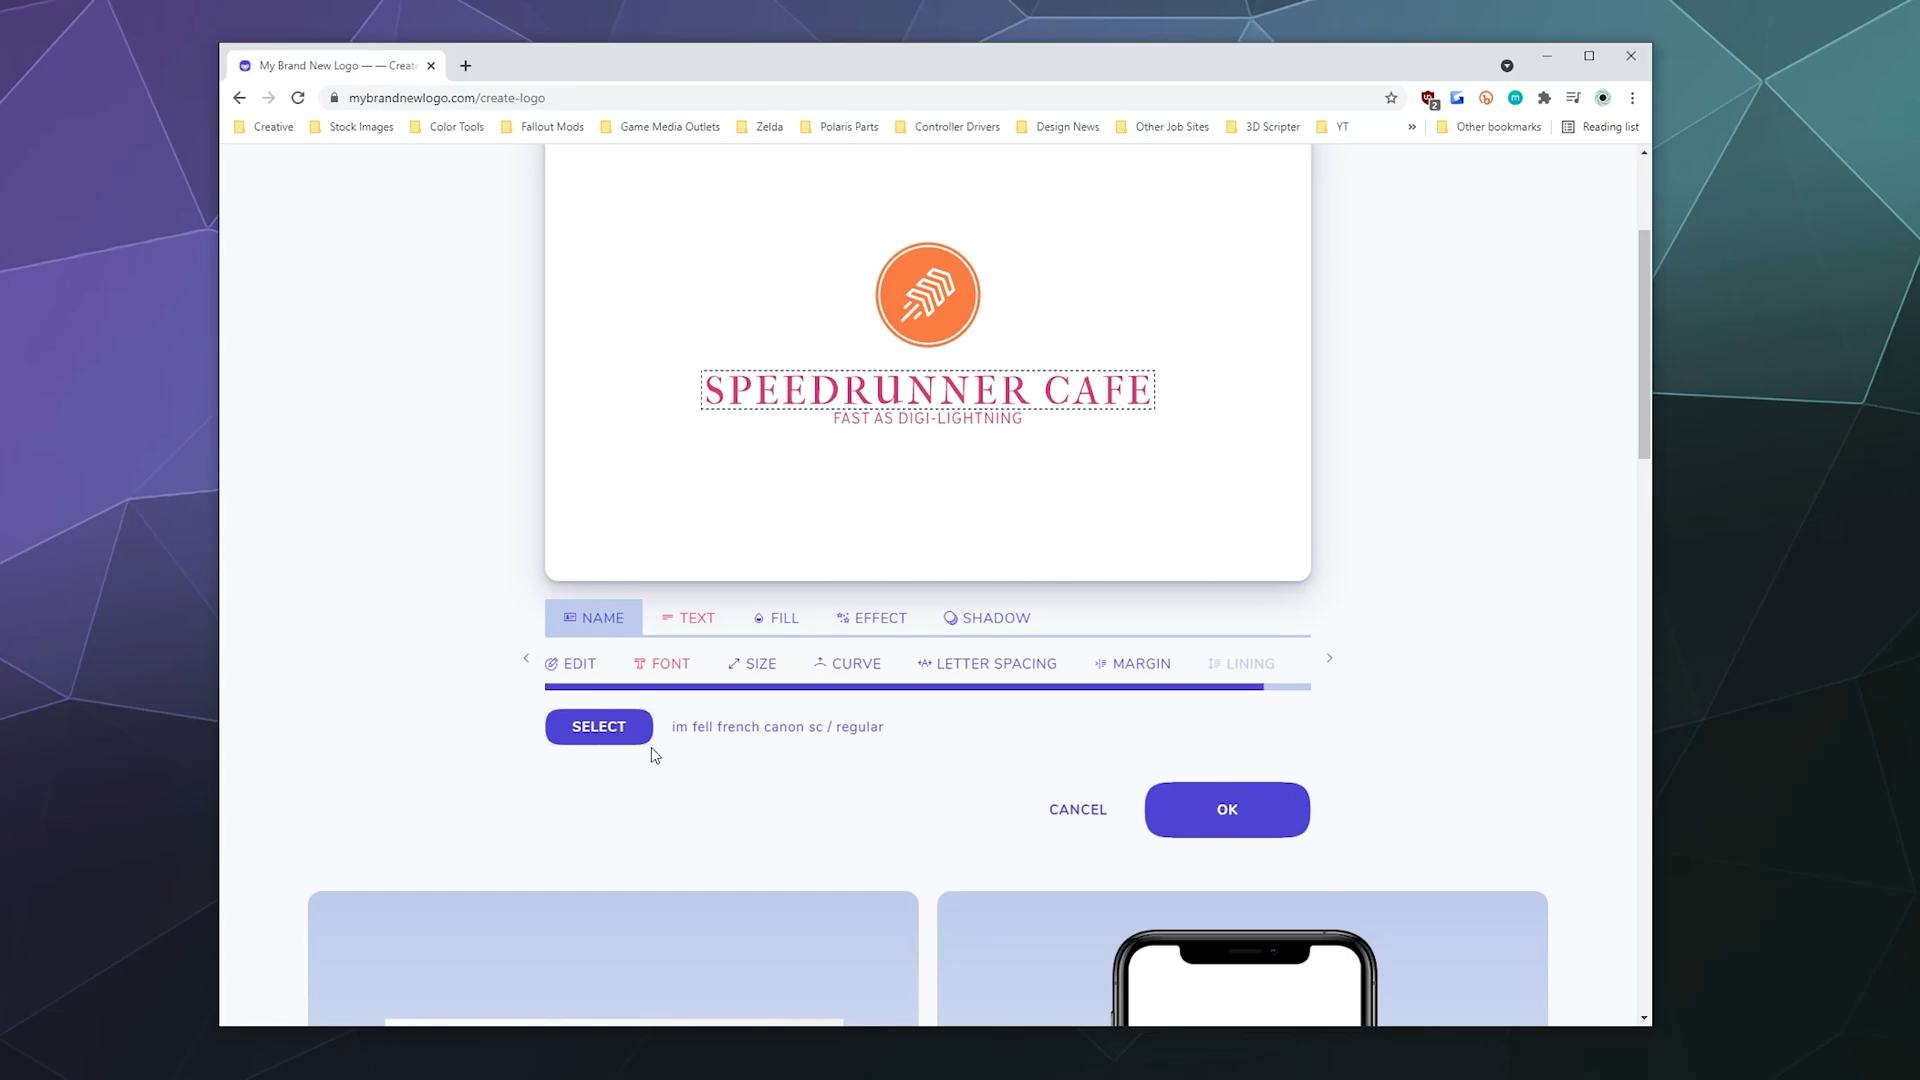 My Brand New Logo — — Create
mybrandnewlogo.com/create-logo
2
m
Creative
Stock Images
Color Tools
Fallout Mods
Game Media Outlets
Zelda
Polaris Parts
Controller Drivers
Design News
Other Job Sites
3D Scripter
YT
»
Other bookmarks
Reading list
SPEEDRUNNER CAFE
FAST AS DIGI-LIGHTNING
NAME
TEXT
FILL
EFFECT
SHADOW
EDIT
FONT
SIZE
CURVE
LETTER SPACING
MARGIN
LINING
SELECT
im fell french canon sc / regular
CANCEL
OK